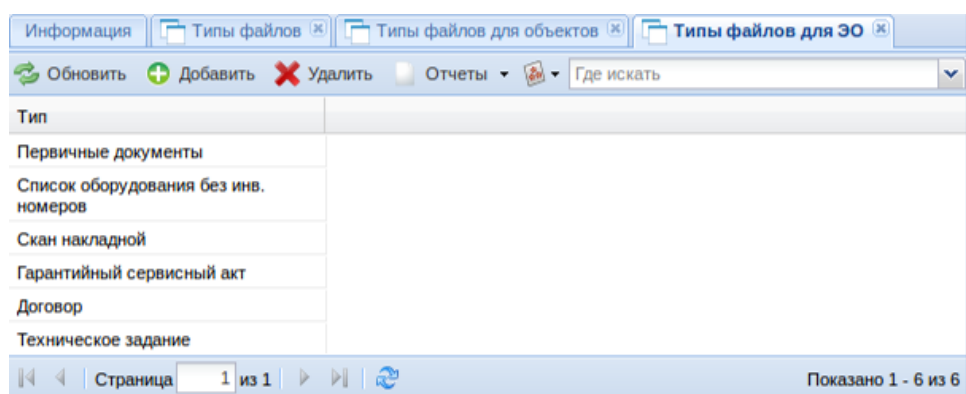 Информация Типы файлов Типы файлов для объектов Типы файлов для ЭО
Обновить Добавить Удалить Отчеты Где искать
Тип
Первичные документы
Список оборудования без инв.
номеров
Скан накладной
Гарантийный сервисный акт
Договор
Техническое задание
Страница 1 из 1 Показано 1 - 6 из 6